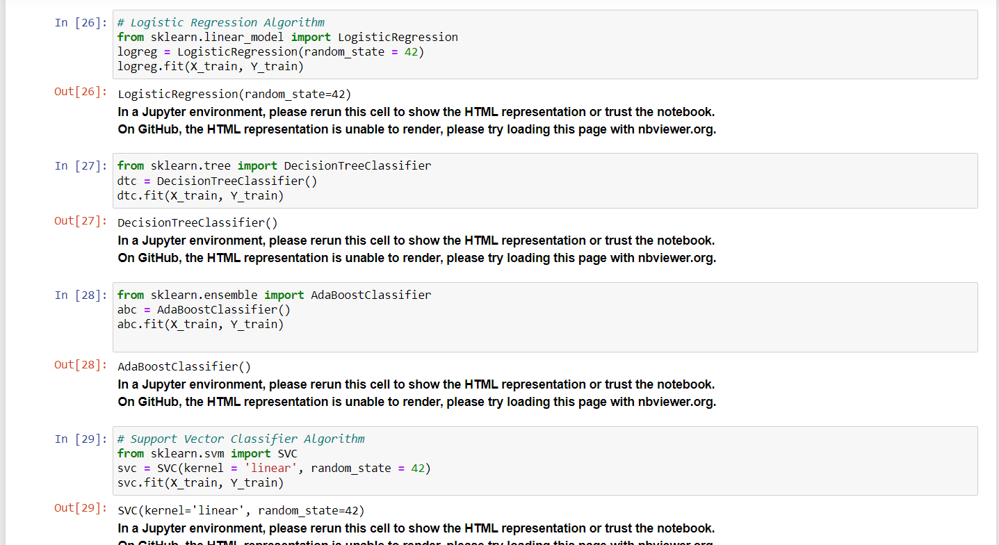 In [26]: # Logistic Regression Algorithm
from sklearn.linear_model import LogisticRegression
logreg = LogisticRegression(random_state = 42)
logreg.fit(X_train, Y_train)
Out[26]: LogisticRegression(random_state=42)
In a Jupyter environment, please rerun this cell to show the HTML representation or trust the notebook.
On GitHub, the HTML representation is unable to render, please try loading this page with nbviewer.org.
In [27]: from sklearn.tree import DecisionTreeClassifier
dtc = DecisionTreeClassifier()
dtc.fit(X_train, Y_train)
Out[27]: DecisionTreeClassifier()
In a Jupyter environment, please rerun this cell to show the HTML representation or trust the notebook.
On GitHub, the HTML representation is unable to render, please try loading this page with nbviewer.org.
In [28]: from sklearn.ensemble import AdaBoostClassifier
abc = AdaBoostClassifier()
abc.fit(X_train, Y_train)
Out[28]: AdaBoostClassifier()
In a Jupyter environment, please rerun this cell to show the HTML representation or trust the notebook.
On GitHub, the HTML representation is unable to render, please try loading this page with nbviewer.org.
In [29]: # Support Vector Classifier Algorithm
from sklearn.svm import SVC
svc = SVC(kernel = 'linear', random_state = 42)
svc.fit(X_train, Y_train)
Out[29]: SVC(kernel='linear', random_state=42)
In a Jupyter environment, please rerun this cell to show the HTML representation or trust the notebook.
On GitHub, the HTML representation is unable to render, please try loading this page with nbviewer.org.